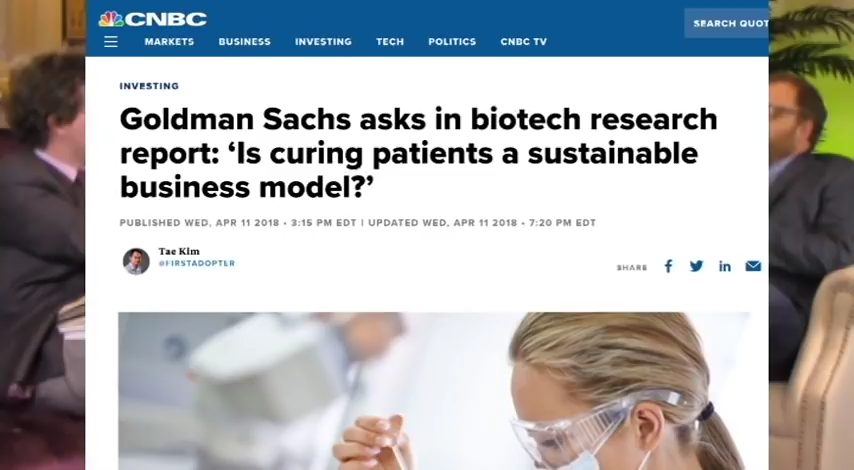 CNBC
SEARCH QUOT
MARKETS BUSINESS INVESTING TECH POLITICS CNBC TV
INVESTING
Goldman Sachs asks in biotech research
report: ‘Is curing patients a sustainable
business model?’
PUBLISHED WED, APR 11 2018 • 3:15 PM EDT | UPDATED WED, APR 11 2018 • 7:20 PM EDT
Tae Kim
@FIRSTADOPTER
SHARE